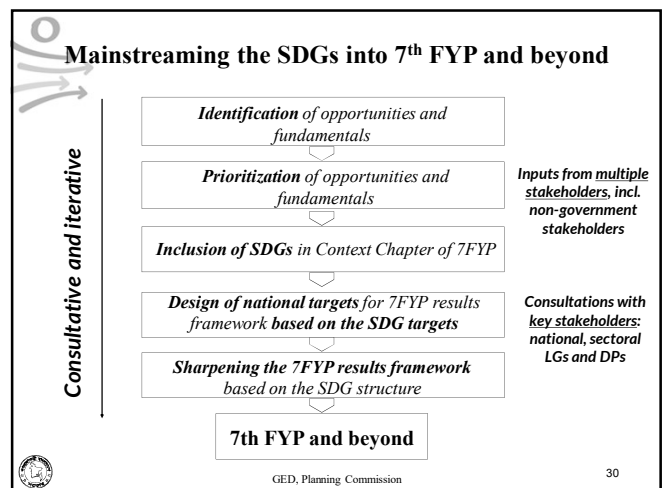 Mainstreaming the SDGs into 7th FYP and beyond
Consultative and iterative
Identification of opportunities and
fundamentals
Prioritization of opportunities and
fundamentals
Inclusion of SDGs in Context Chapter of 7FYP
Design of national targets for 7FYP results
framework based on the SDG targets
Sharpening the 7FYP results framework
based on the SDG structure
7th FYP and beyond
Inputs from multiple
stakeholders, incl.
non-government
stakeholders
Consultations with
key stakeholders:
national, sectoral
LGs and DPs
GED, Planning Commission
30